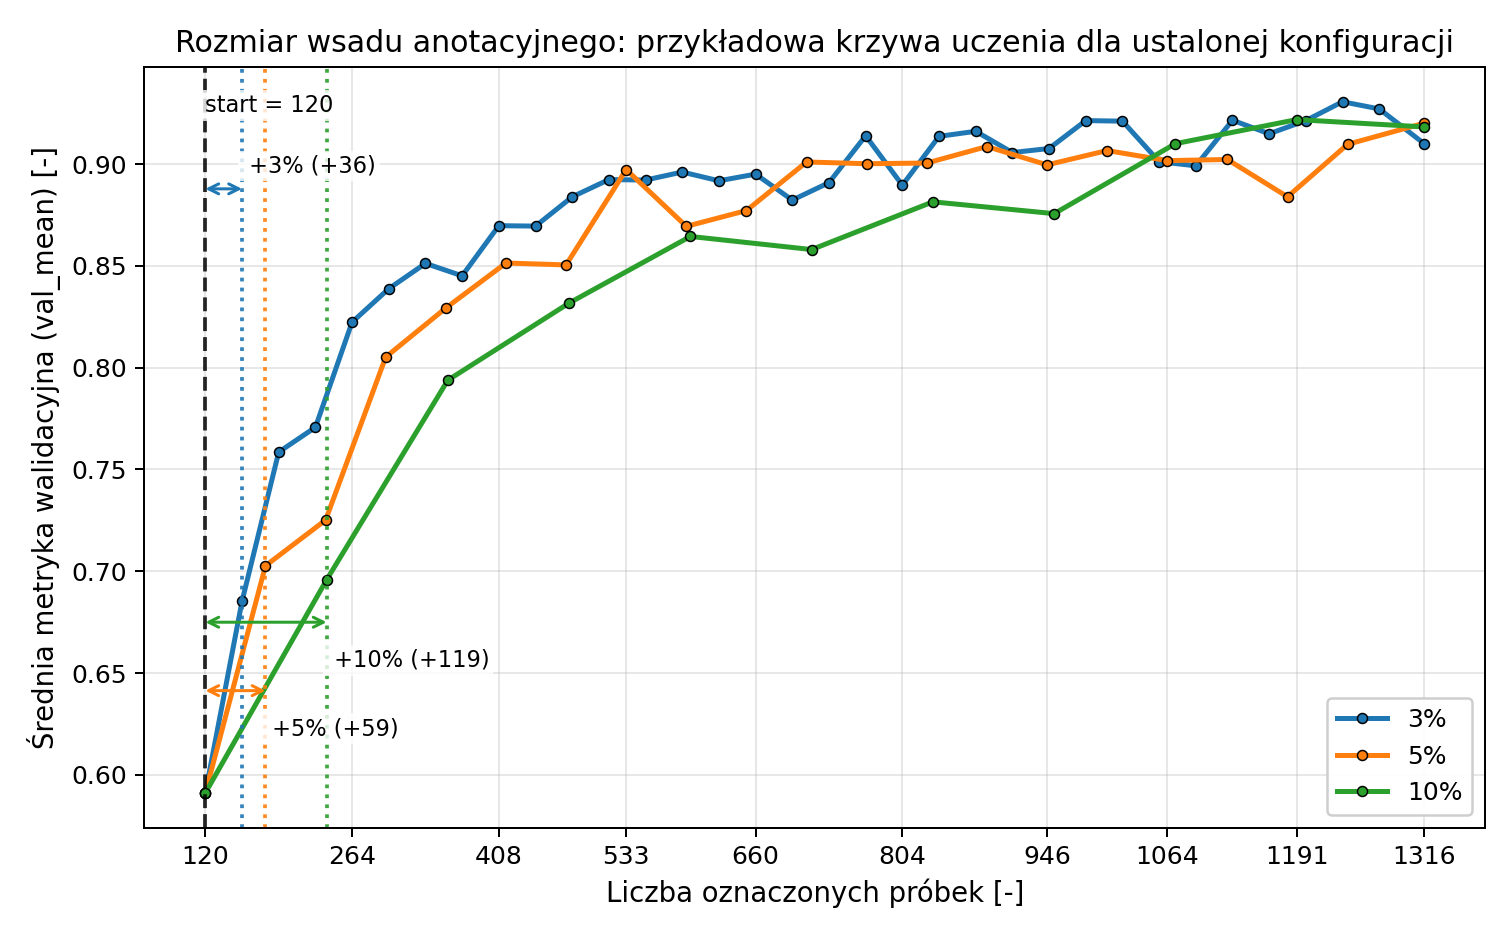 Rozmiar wsadu anotacyjnego: przykładowa krzywa uczenia dla ustalonej konfiguracji
Średnia metryka walidacyjna (val_mean) [-]
0.90
0.85
0.80
0.75
0.70
0.65
0.60
start = 120
+3% (+36)
+10% (+119)
+5% (+59)
3%
5%
10%
120 264 408 533 660 804 946 1064 1191 1316
Liczba oznaczonych próbek [-]